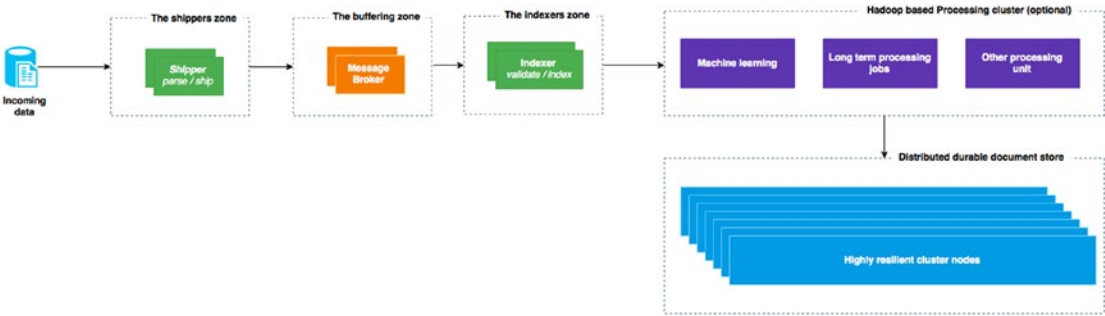 The shippers zone
The buffering zone
The indexers zone
Hadoop based Processing cluster (optional)
Incoming
data
Shipper
parse / ship
Message
Broker
Indexer
validate / index
Machine learning
Long term processing
jobs
Other processing
unit
Distributed durable document store
Highly resilient cluster nodes